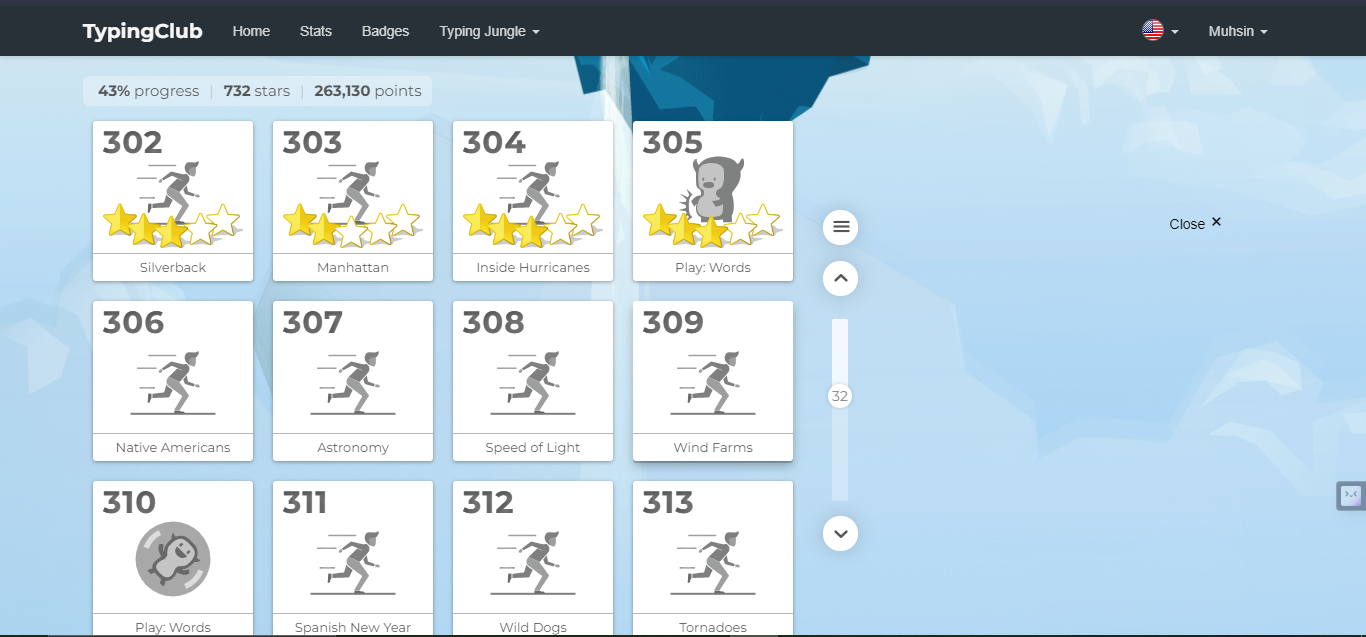 TypingClub Home Stats Badges Typing Jungle Muhsin
43% progress | 732 stars | 263,130 points
302 303 304 305
Silverback Manhattan Inside Hurricanes Play: Words
Close ×
306 307 308 309
32
Native Americans Astronomy Speed of Light Wind Farms
310 311 312 313
Play: Words Spanish New Year Wild Dogs Tornadoes